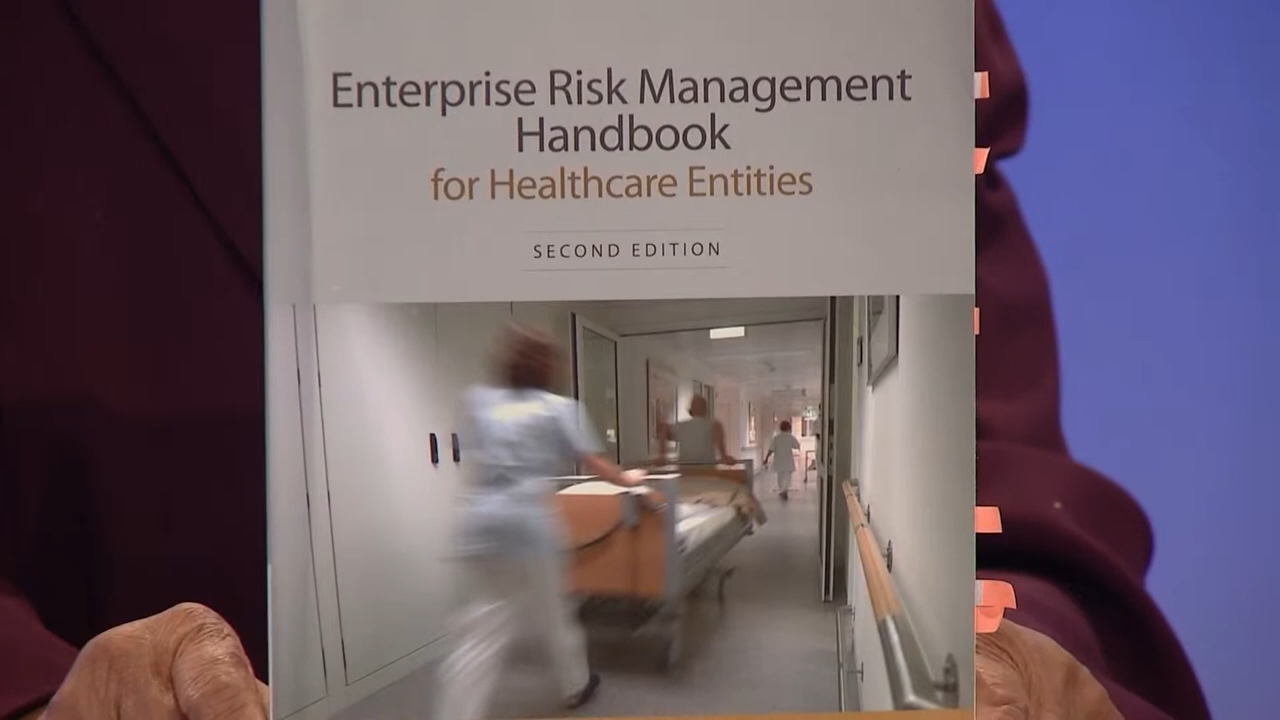 Enterprise Risk Management
Handbook
for Healthcare Entities
SECOND EDITION